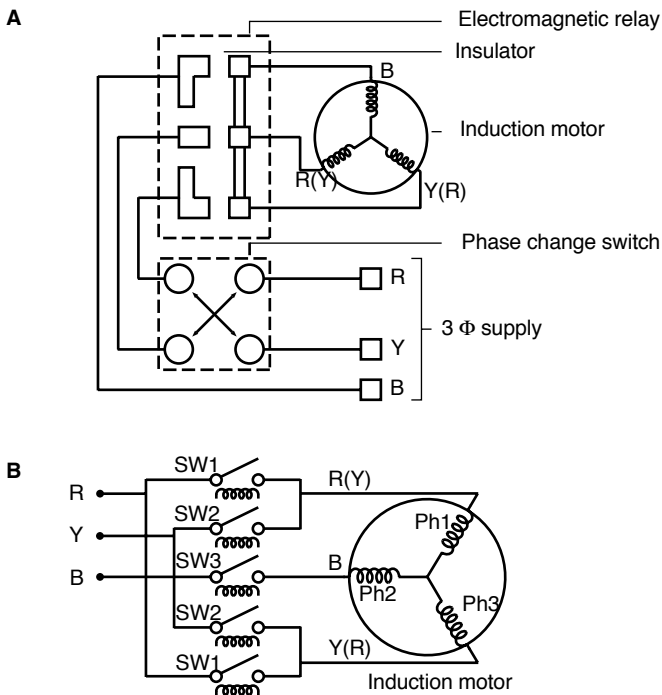 A
Electromagnetic relay
Insulator
B
Induction motor
R(Y)
Y(R)
Phase change switch
R
3 Φ supply
Y
B
B
SW1
R(Y)
R
SW2
Ph1
Y
SW3
B
B
Ph2
SW2
Ph3
Y(R)
SW1
Induction motor